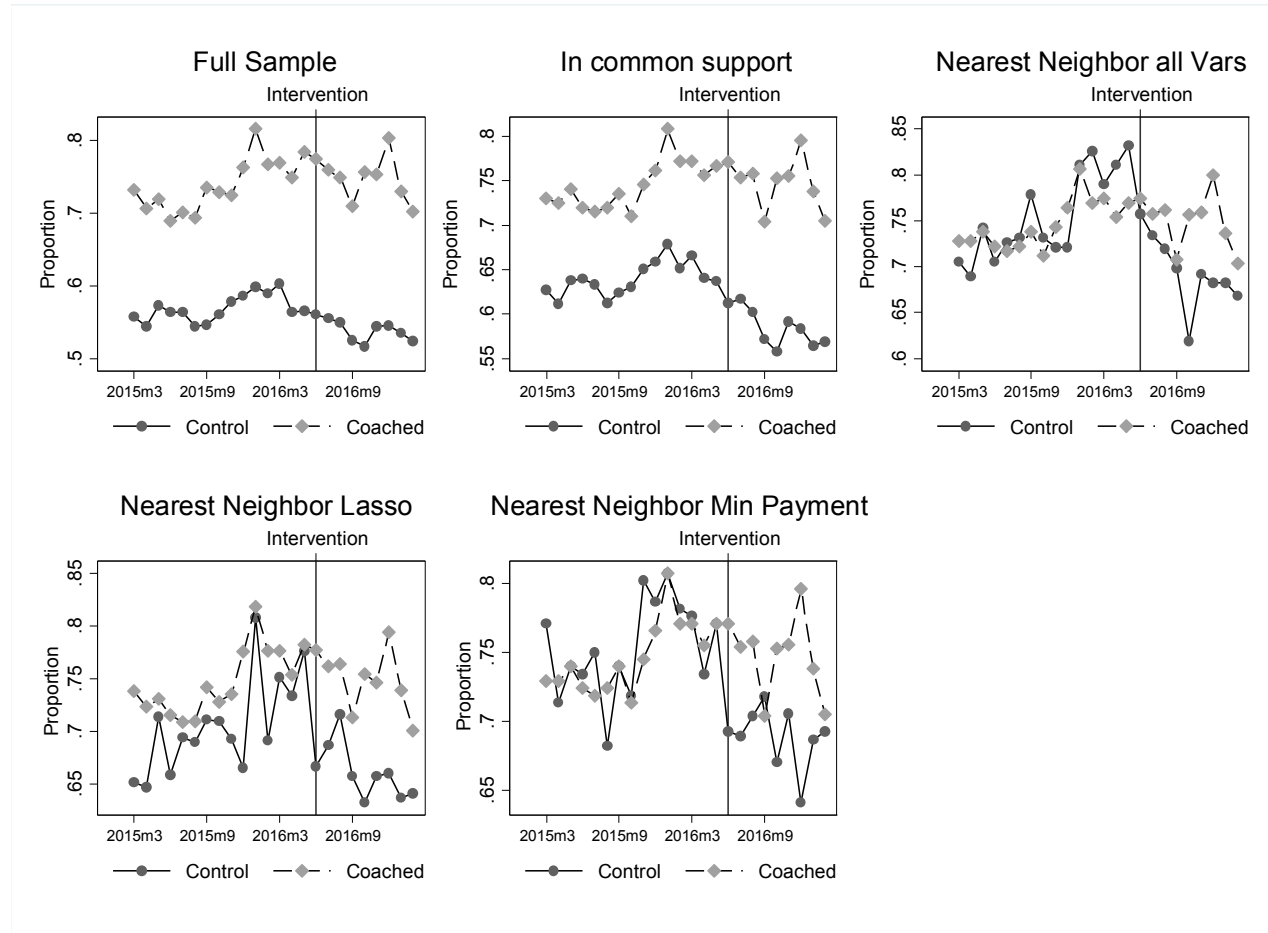 Full Sample
Intervention
Proportion
.8
.7
.6
.5
2015m3 2015m9 2016m3 2016m9
Control Coached
In common support
Intervention
Proportion
.8
.75
.7
.65
.6
.55
2015m3 2015m9 2016m3 2016m9
Control Coached
Nearest Neighbor all Vars
Intervention
Proportion
.85
.8
.75
.7
.65
.6
2015m3 2015m9 2016m3 2016m9
Control Coached
Nearest Neighbor Lasso
Intervention
Proportion
.85
.8
.75
.7
.65
2015m3 2015m9 2016m3 2016m9
Control Coached
Nearest Neighbor Min Payment
Intervention
Proportion
.8
.75
.7
.65
2015m3 2015m9 2016m3 2016m9
Control Coached